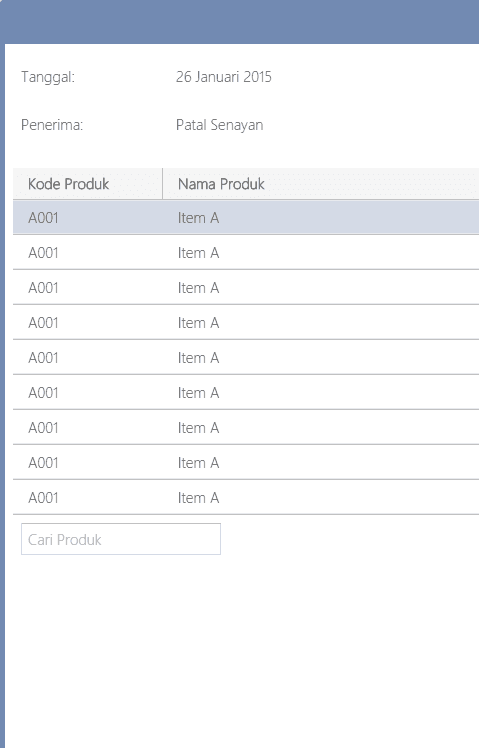 Tanggal: 26 Januari 2015
Penerima: Patal Senayan
Kode Produk Nama Produk
A001 Item A
A001 Item A
A001 Item A
A001 Item A
A001 Item A
A001 Item A
A001 Item A
A001 Item A
A001 Item A
Cari Produk